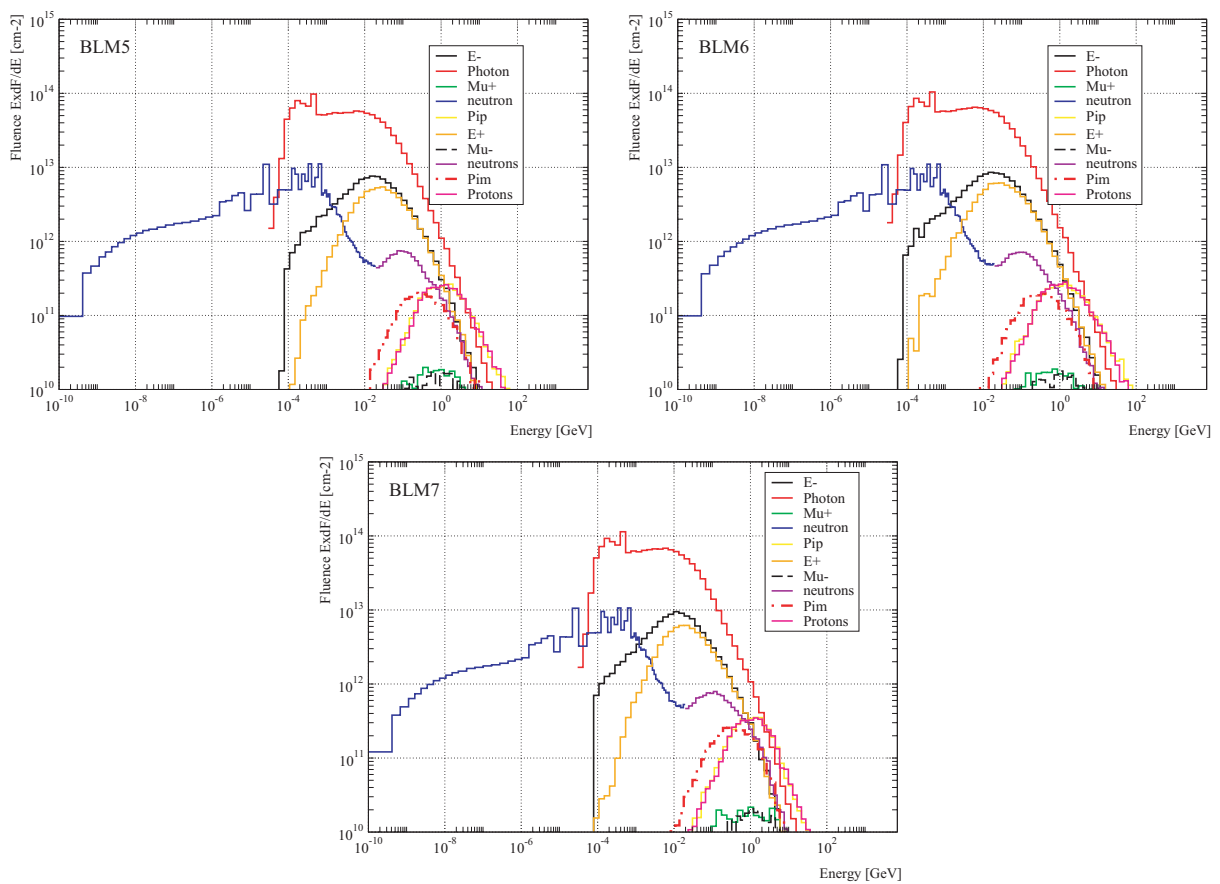 BLM5
Fluence ExdF/dE [cm-2]
10^15
10^14
10^13
10^12
10^11
10^10
E-
Photon
Mu+
neutron
Pip
E+
Mu-
neutrons
Pim
Protons
10^-10 10^-8 10^-6 10^-4 10^-2 10^0 10^2
Energy [GeV]
BLM6
Fluence ExdF/dE [cm-2]
10^15
10^14
10^13
10^12
10^11
10^10
E-
Photon
Mu+
neutron
Pip
E+
Mu-
neutrons
Pim
Protons
10^-10 10^-8 10^-6 10^-4 10^-2 10^0 10^2
Energy [GeV]
BLM7
Fluence ExdF/dE [cm-2]
10^15
10^14
10^13
10^12
10^11
10^10
E-
Photon
Mu+
neutron
Pip
E+
Mu-
neutrons
Pim
Protons
10^-10 10^-8 10^-6 10^-4 10^-2 10^0 10^2
Energy [GeV]